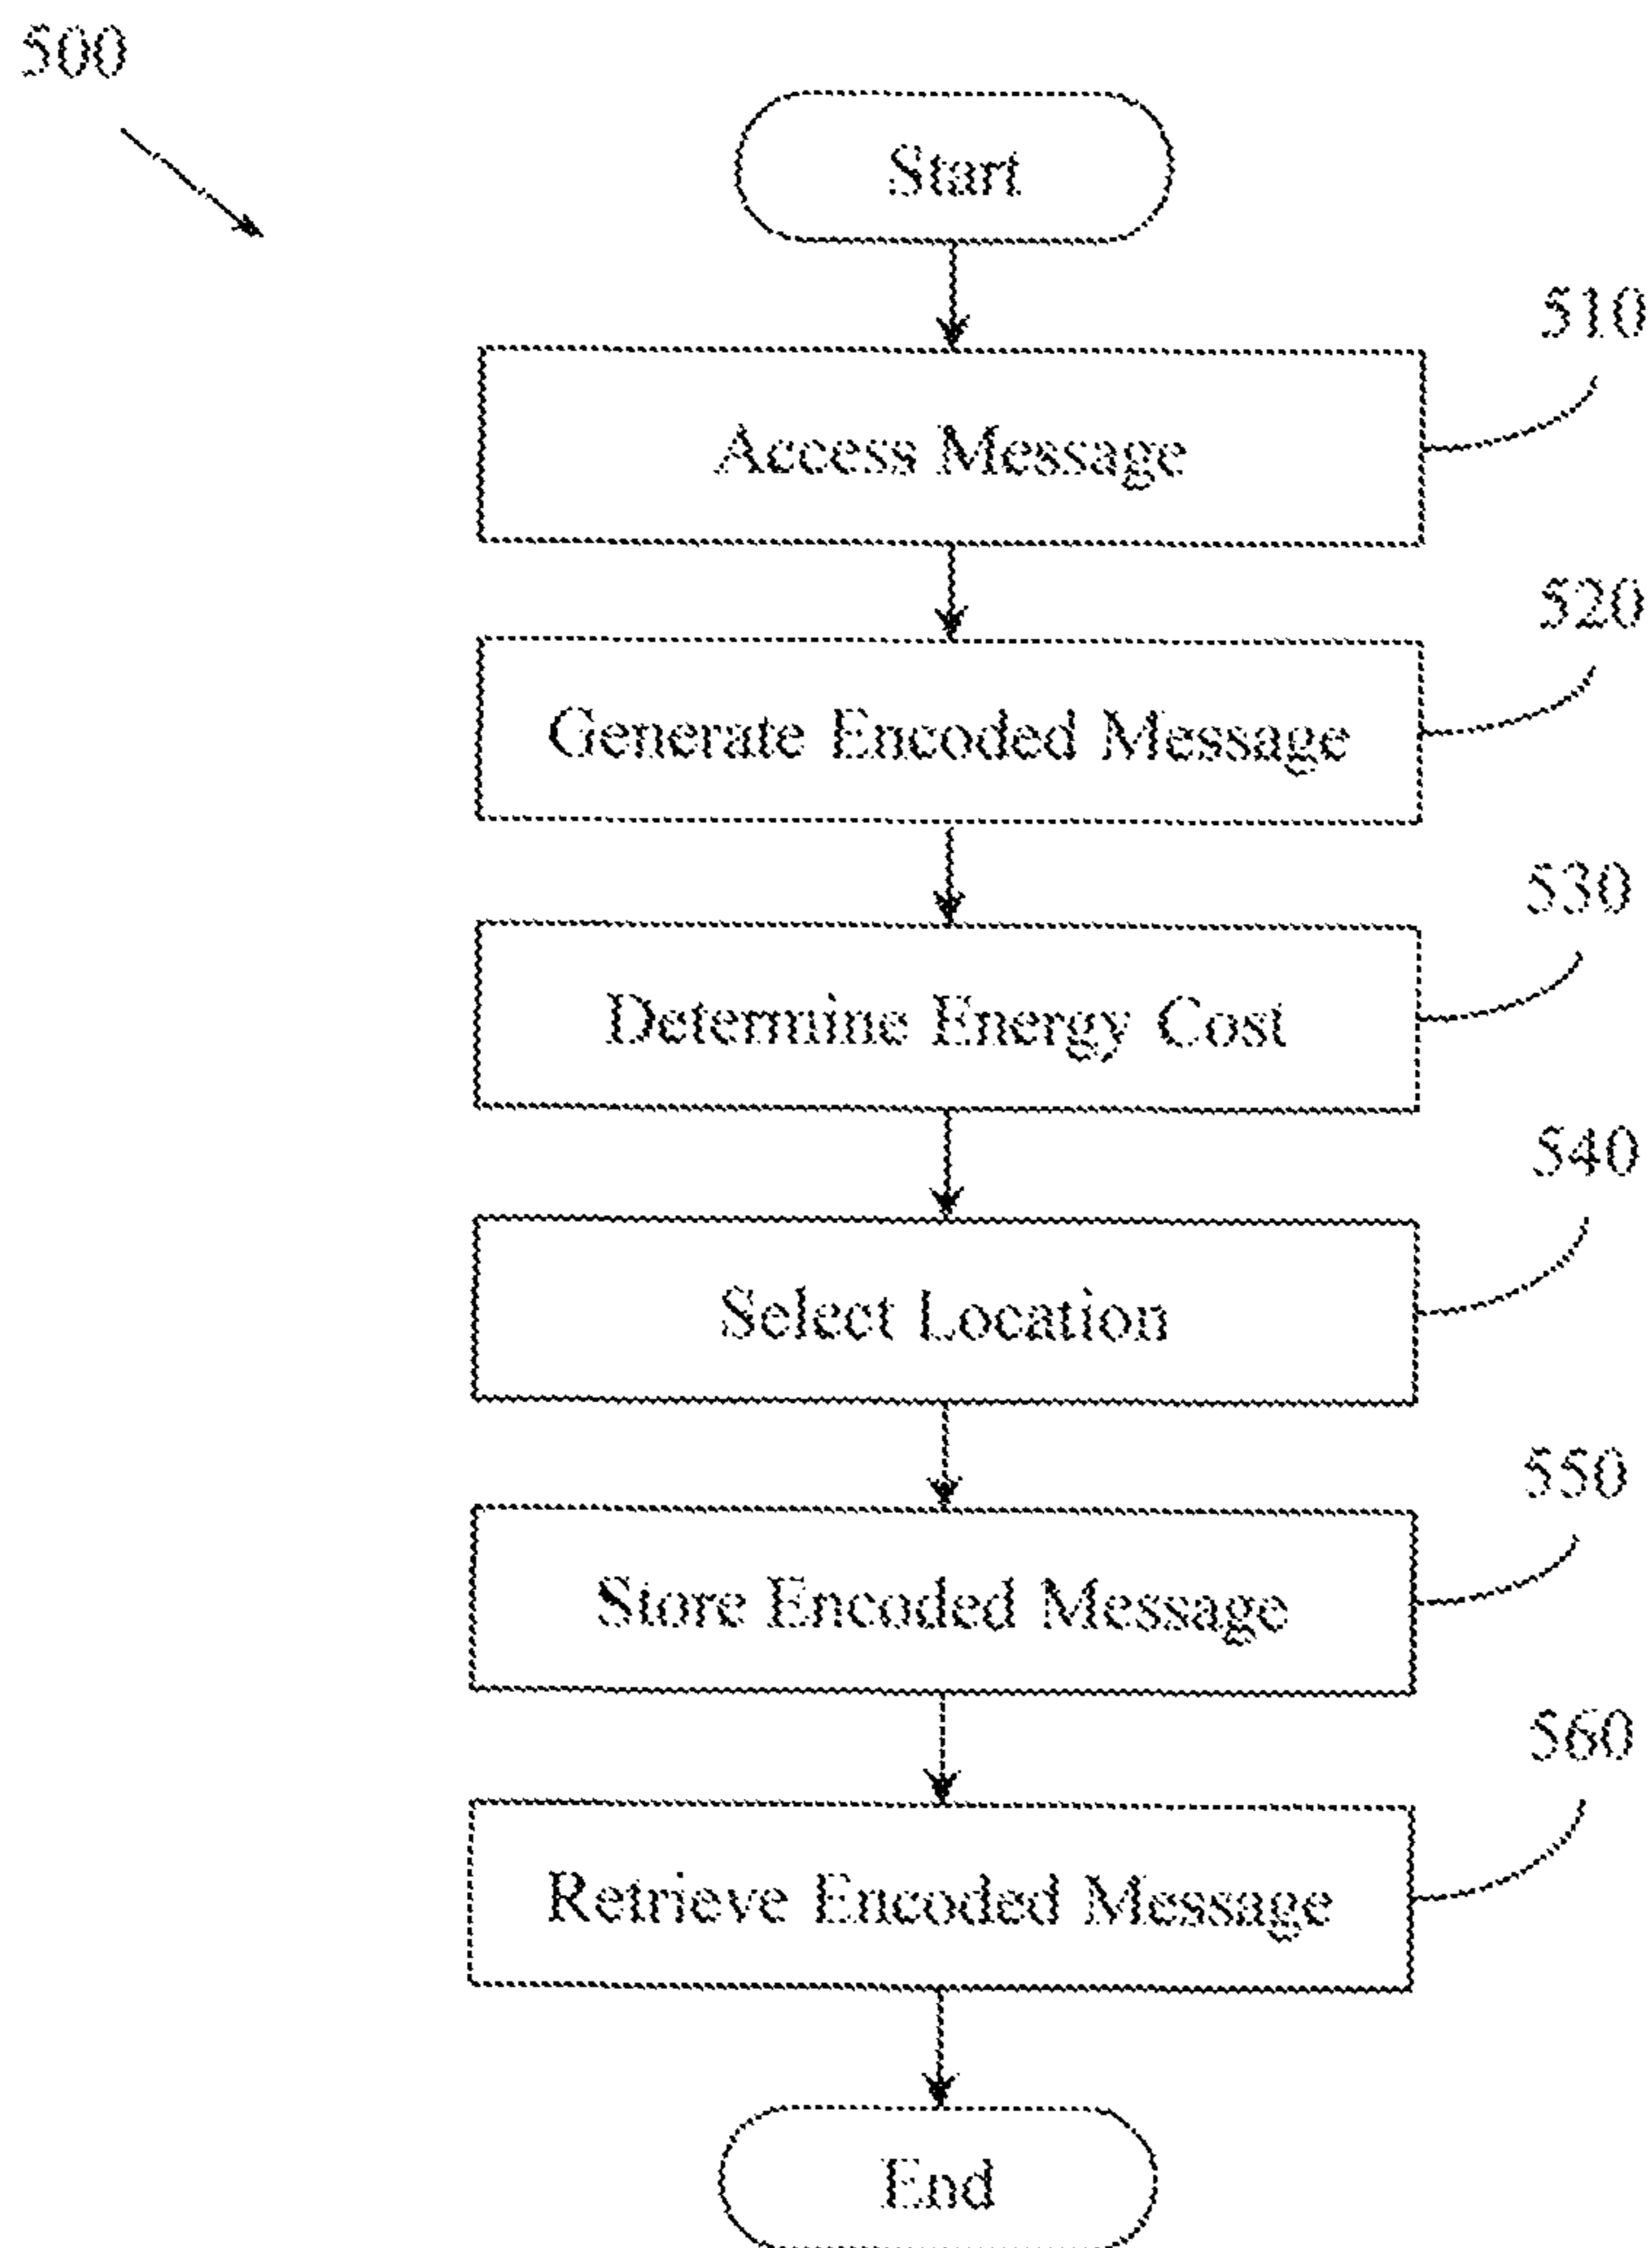 500
Start
510
Access Message
520
Generate Encoded Message
530
Determine Energy Cost
540
Select Location
550
Store Encoded Message
560
Retrieve Encoded Message
End